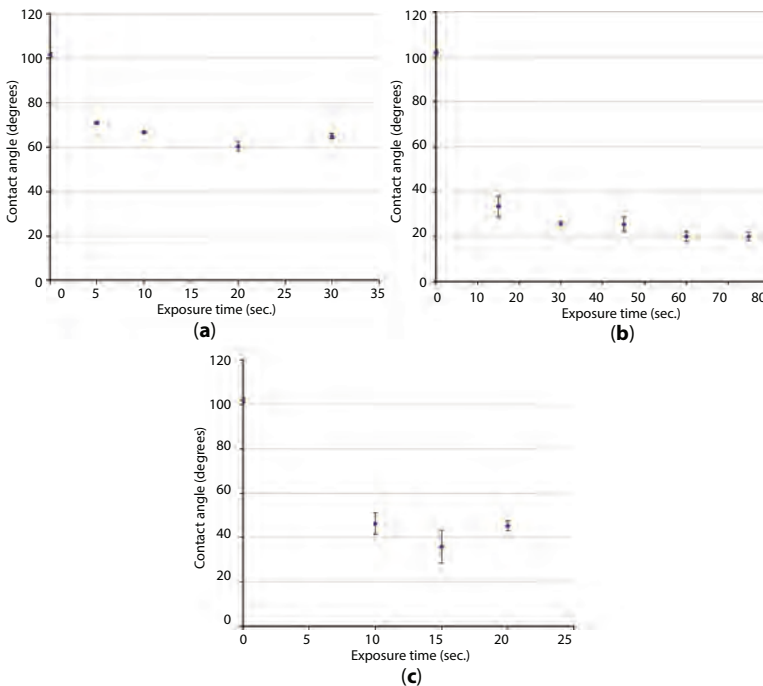 120
100
80
60
40
20
0
Contact angle (degrees)
0 5 10 15 20 25 30 35
Exposure time (sec.)
(a)
120
100
80
60
40
20
0
Contact angle (degrees)
0 10 20 30 40 50 60 70 80
Exposure time (sec.)
(b)
120
100
80
60
40
20
0
Contact angle (degrees)
0 5 10 15 20 25
Exposure time (sec.)
(c)